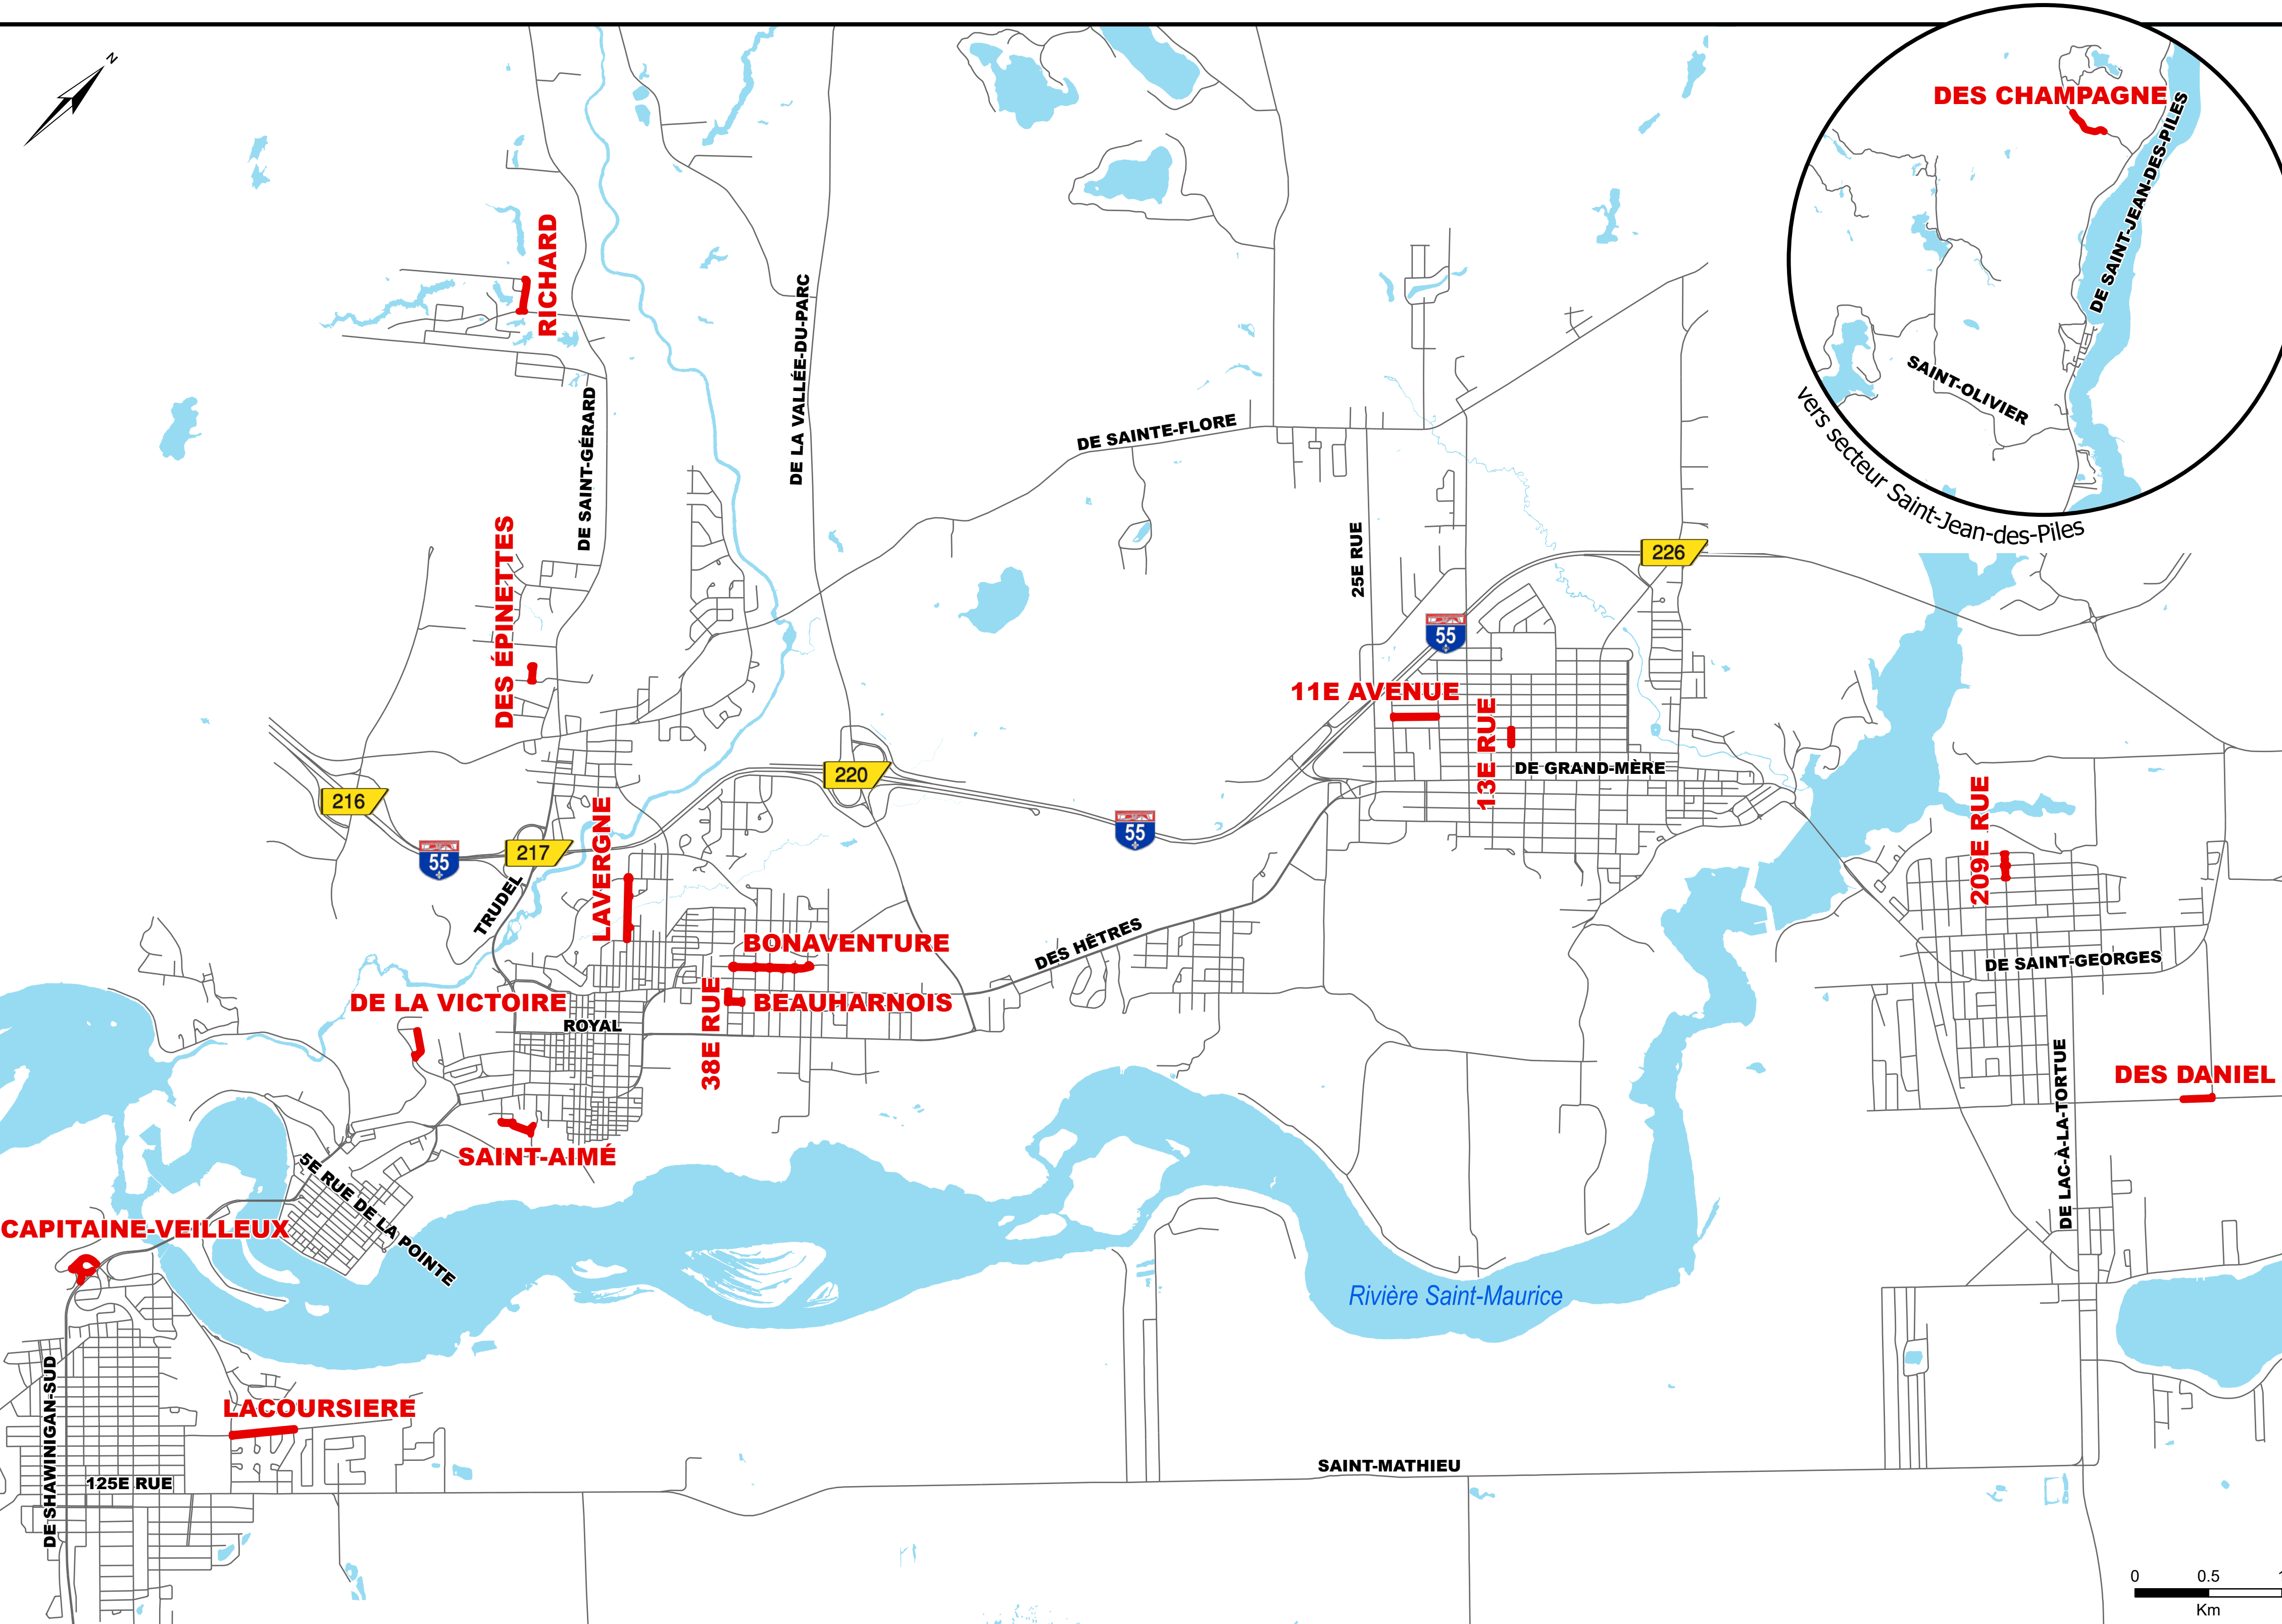 N
DES CHAMPAGNE
DE SAINT-JEAN-DES-PILES
SAINT-OLIVIER
vers secteur Saint-Jean-des-Piles
RICHARD
DE SAINT-GÉRARD
DE LA VALLÉE-DU-PARC
DE SAINTE-FLORE
DES ÉPINETTES
25E RUE
226
55
11E AVENUE
13E RUE
DE GRAND-MÈRE
216
220
55
217
55
LAVERGNE
TRUDEL
209E RUE
BONAVENTURE
DES HÊTRES
DE SAINT-GEORGES
DE LA VICTOIRE
BEAUHARNOIS
38E RUE
ROYAL
DE LAC-À-LA-TORTUE
DES DANIEL
SAINT-AIMÉ
5E RUE DE LA POINTE
CAPITAINE-VEILLEUX
Rivière Saint-Maurice
DE SHAWINIGAN-SUD
LACOURSIERE
SAINT-MATHIEU
125E RUE
0 0.5 1
Km